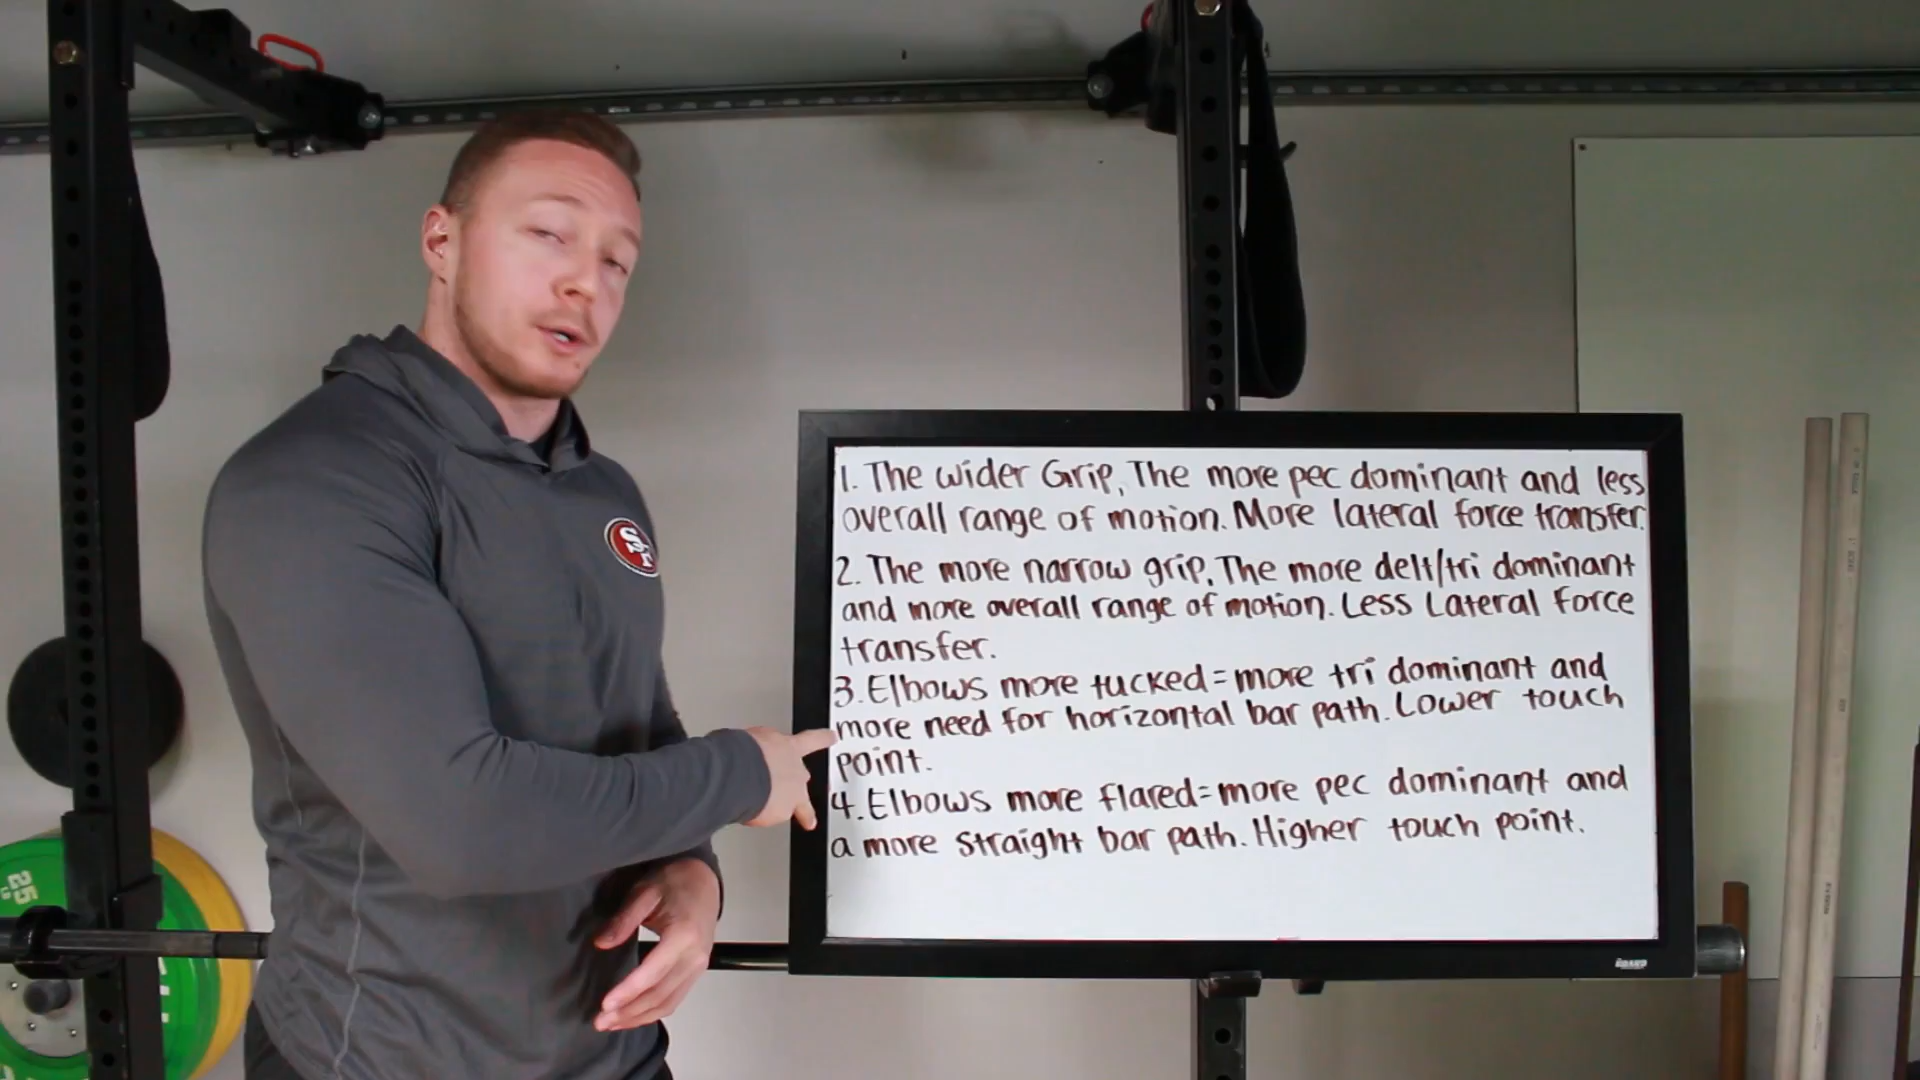 1. The wider Grip, The more pec dominant and less
overall range of motion. More lateral force transfer.
2. The more narrow grip, The more delt/tri dominant
and more overall range of motion. Less Lateral Force
transfer.
3. Elbows more tucked = more tri dominant and
more need for horizontal bar path. Lower touch
point.
4. Elbows more flared = more pec dominant and
a more straight bar path. Higher touch point.
SF
25